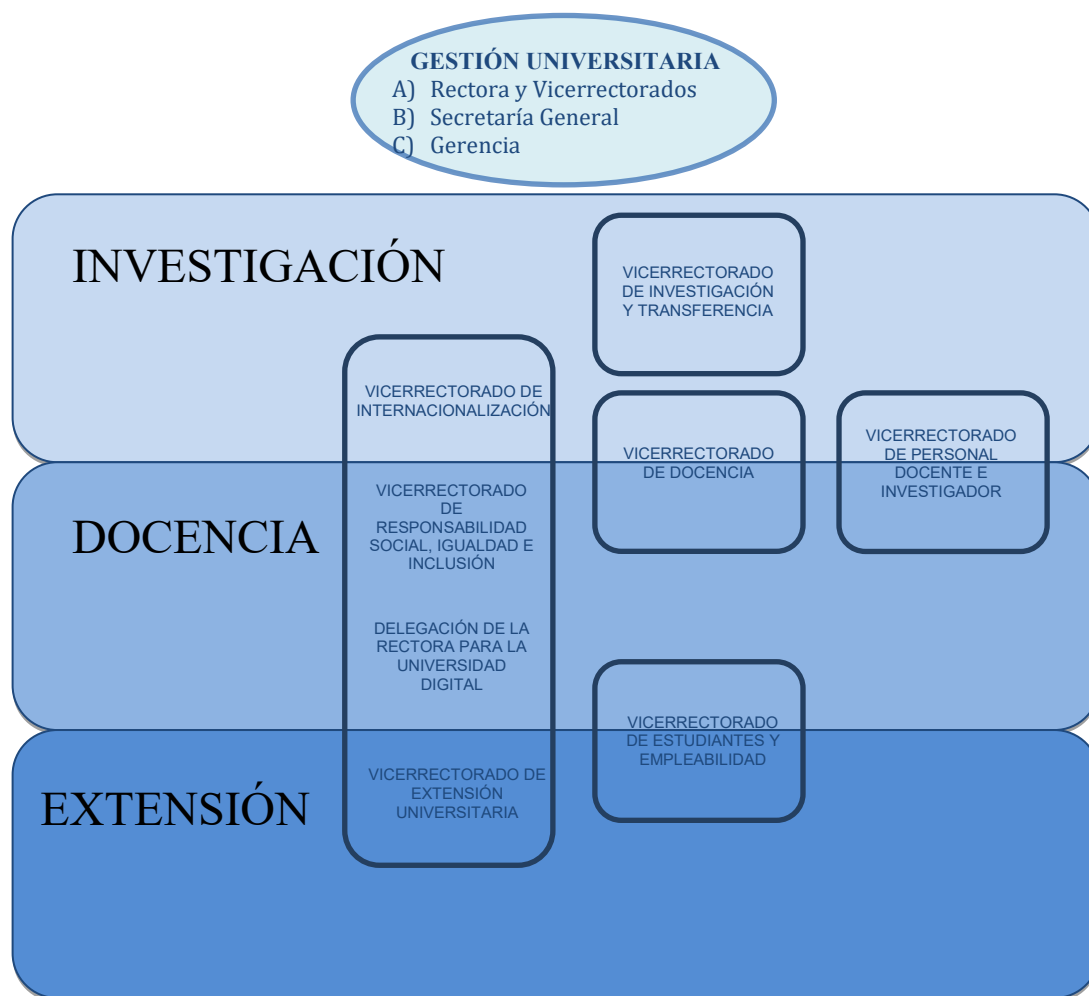 GESTIÓN UNIVERSITARIA
A) Rectora y Vicerrectorados
B) Secretaría General
C) Gerencia
INVESTIGACIÓN
VICERRECTORADO
DE INVESTIGACIÓN
Y TRANSFERENCIA
VICERRECTORADO DE
INTERNACIONALIZACIÓN
VICERRECTORADO
DE DOCENCIA
VICERRECTORADO
DE PERSONAL
DOCENTE E
INVESTIGADOR
DOCENCIA
VICERRECTORADO
DE
RESPONSABILIDAD
SOCIAL, IGUALDAD E
INCLUSIÓN
DELEGACIÓN DE LA
RECTORA PARA LA
UNIVERSIDAD
DIGITAL
VICERRECTORADO
DE ESTUDIANTES Y
EMPLEABILIDAD
EXTENSIÓN
VICERRECTORADO DE
EXTENSIÓN
UNIVERSITARIA